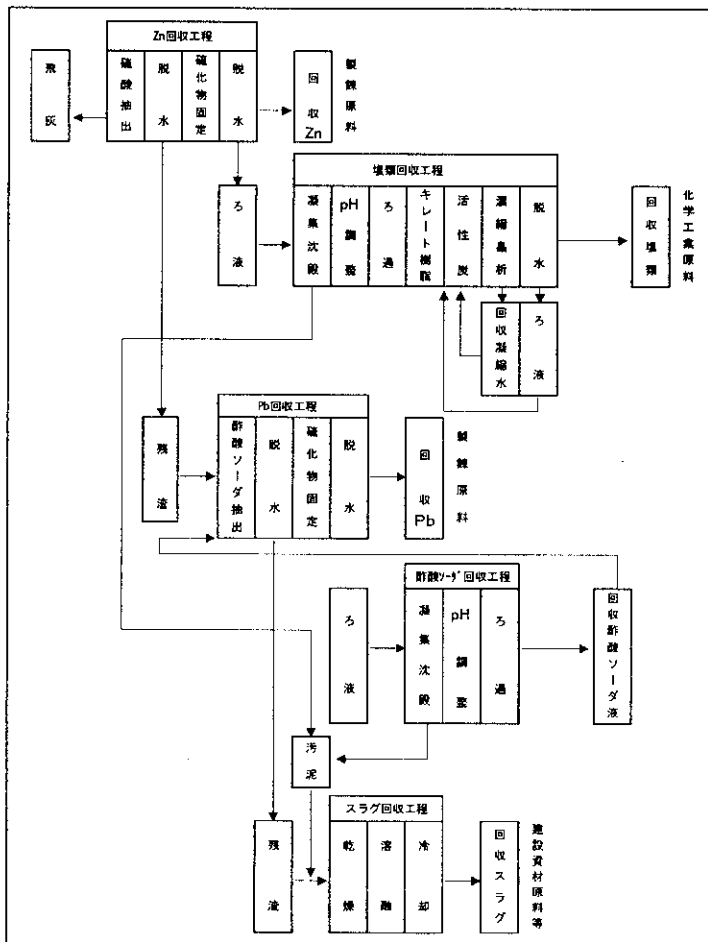 Zn回収工程
飛灰
硫酸抽出
脱水
硫化物固定
脱水
回収Zn
製錬原料
ろ液
塩類回収工程
凝集沈殿
pH調整
ろ過
キレート樹脂
活性炭
濃縮晶析
脱水
回収塩類
化学工業原料
回収凝縮水
ろ液
Pb回収工程
残渣
酢酸ソーダ抽出
脱水
硫化物固定
脱水
回収Pb
製錬原料
酢酸ソーダ回収工程
ろ液
凝集沈殿
pH調整
ろ過
回収酢酸ソーダ液
汚泥
スラグ回収工程
残渣
乾燥
溶融
冷却
回収スラグ
建設資材原料等